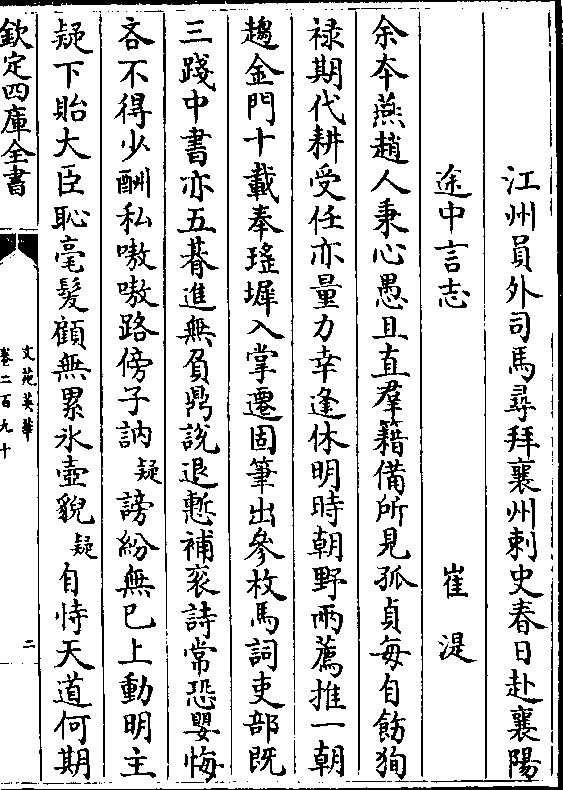 江州員外司馬尋拜襄州刺史春日赴襄陽
途中言志　崔湜
余本燕趙人秉心愚且直羣籍備所見孤貞每自飭狥
禄期代耕受任亦量力幸逢休明時朝野兩薦推一朝
趨金門十載奉瑤墀入掌遷固筆出參枚馬詞吏部既
三踐中書亦五朞進無負鼎說退慙補衮詩常恐嬰悔
吝不得少酬私嗷嗷路傍子訥疑謗紛無已上動明主
疑下貽大臣恥毫髮顧無累氷壺貌疑自恃天道何期
欽定四庫全書
文苑英華
卷二百九十
二